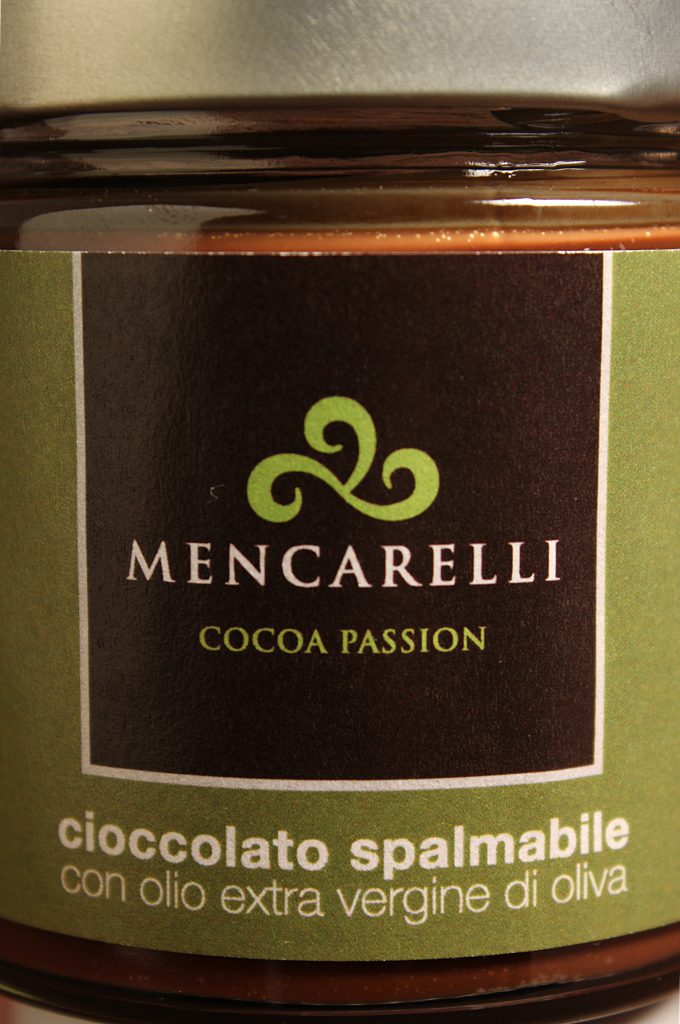 MENCARELLI
COCOA PASSION
cioccolato spalmabile
con olio extra vergine di oliva